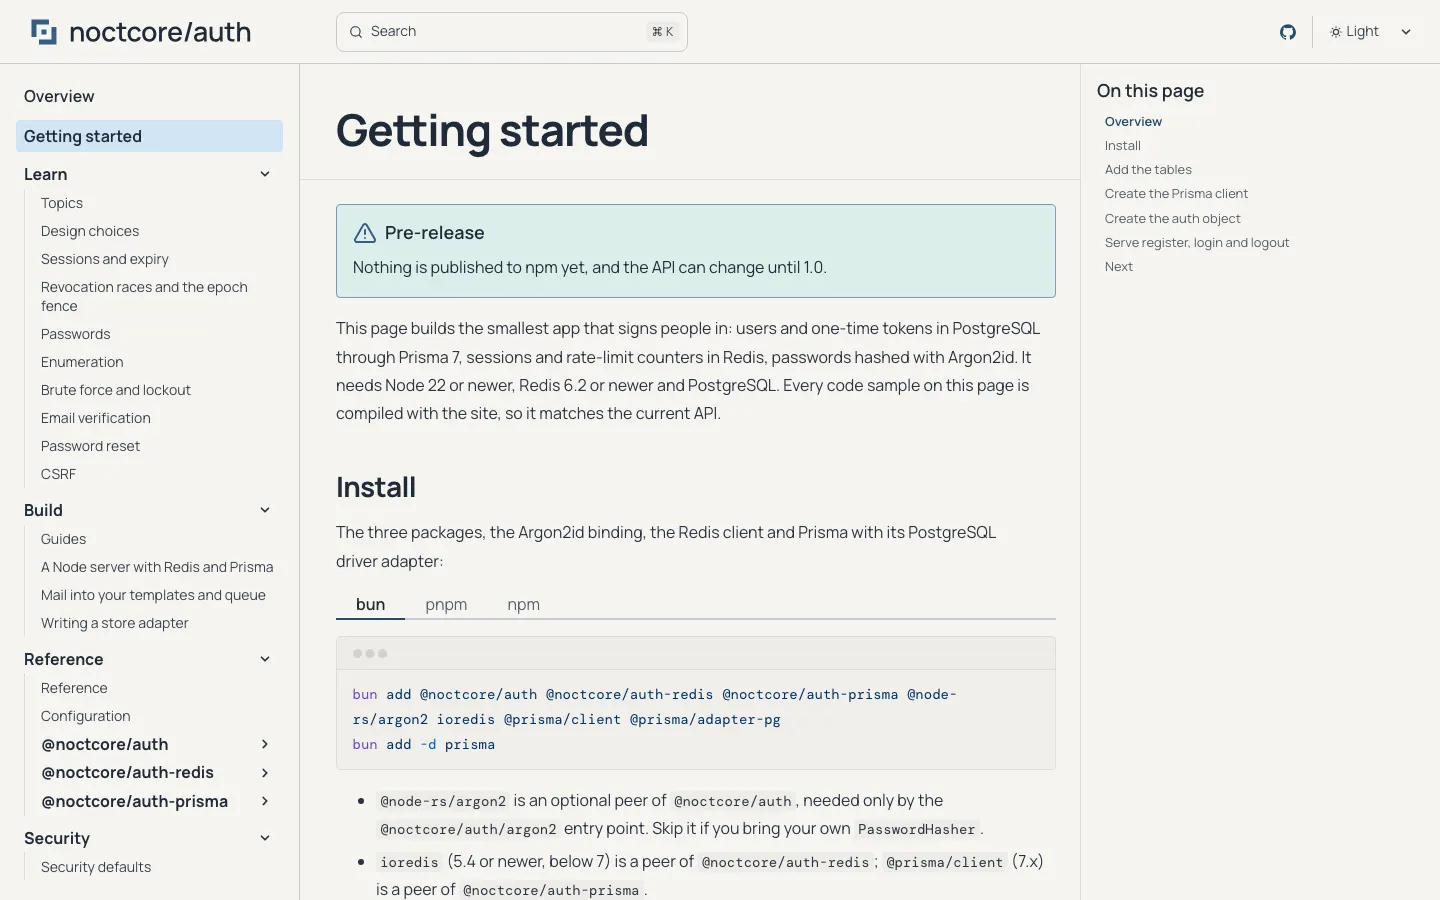 noctcore/auth
Search
⌘ K
Light
Overview
Getting started
Learn
Topics
Design choices
Sessions and expiry
Revocation races and the epoch
fence
Passwords
Enumeration
Brute force and lockout
Email verification
Password reset
CSRF
Build
Guides
A Node server with Redis and Prisma
Mail into your templates and queue
Writing a store adapter
Reference
Reference
Configuration
@noctcore/auth
@noctcore/auth-redis
@noctcore/auth-prisma
Security
Security defaults
Getting started
Pre-release
Nothing is published to npm yet, and the API can change until 1.0.
This page builds the smallest app that signs people in: users and one-time tokens in PostgreSQL
through Prisma 7, sessions and rate-limit counters in Redis, passwords hashed with Argon2id. It
needs Node 22 or newer, Redis 6.2 or newer and PostgreSQL. Every code sample on this page is
compiled with the site, so it matches the current API.
Install
The three packages, the Argon2id binding, the Redis client and Prisma with its PostgreSQL
driver adapter:
bun pnpm npm
bun add @noctcore/auth @noctcore/auth-redis @noctcore/auth-prisma @node-
rs/argon2 ioredis @prisma/client @prisma/adapter-pg
bun add -d prisma
• @node-rs/argon2 is an optional peer of @noctcore/auth, needed only by the
@noctcore/auth/argon2 entry point. Skip it if you bring your own PasswordHasher.
• ioredis (5.4 or newer, below 7) is a peer of @noctcore/auth-redis; @prisma/client (7.x)
is a peer of @noctcore/auth-prisma.
On this page
Overview
Install
Add the tables
Create the Prisma client
Create the auth object
Serve register, login and logout
Next